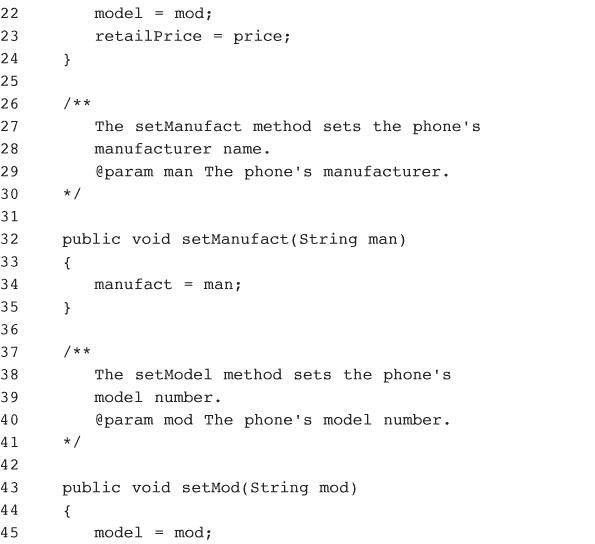 22        model = mod;
23        retailPrice = price;
24     }
25
26     /**
27        The setManufact method sets the phone's
28        manufacturer name.
29        @param man The phone's manufacturer.
30     */
31
32     public void setManufact(String man)
33     {
34        manufact = man;
35     }
36
37     /**
38        The setModel method sets the phone's
39        model number.
40        @param mod The phone's model number.
41     */
42
43     public void setMod(String mod)
44     {
45        model = mod;